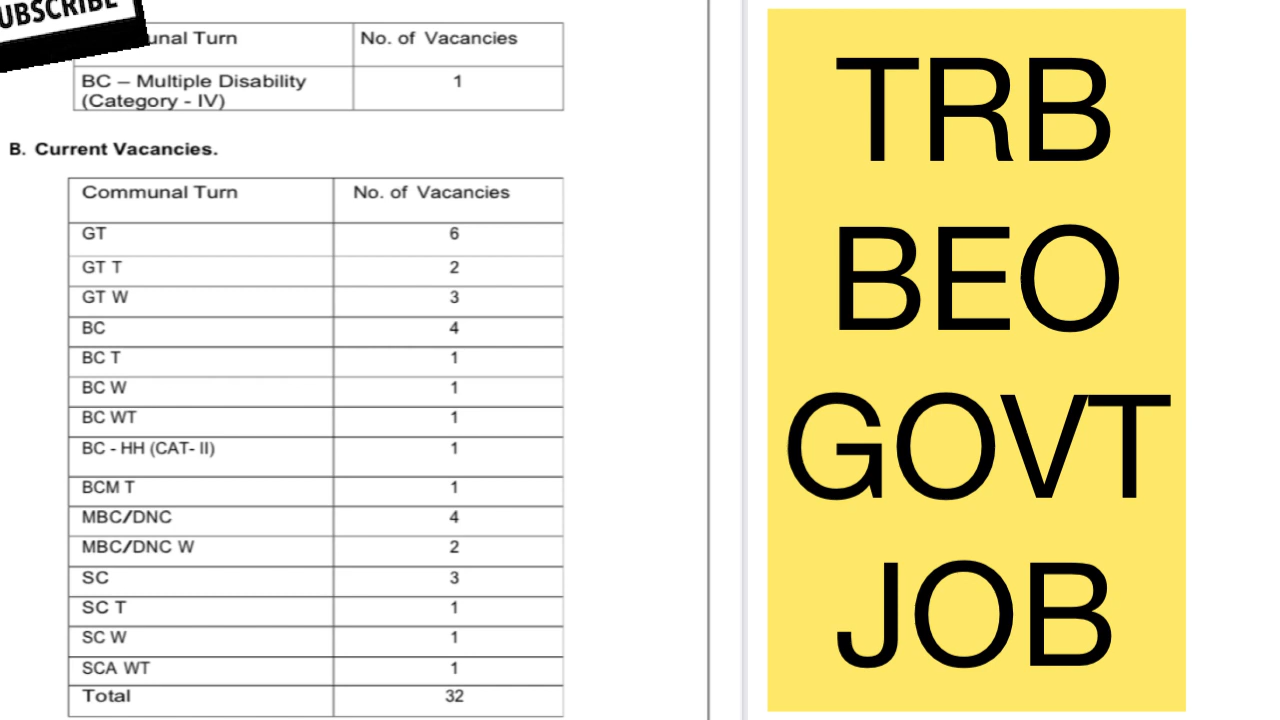 UBSCRIBE
unal Turn No. of Vacancies
BC – Multiple Disability 1
(Category - IV)
B. Current Vacancies.
Communal Turn No. of Vacancies
GT 6
GT T 2
GT W 3
BC 4
BC T 1
BC W 1
BC WT 1
BC - HH (CAT- II) 1
BCM T 1
MBC/DNC 4
MBC/DNC W 2
SC 3
SC T 1
SC W 1
SCA WT 1
Total 32
TRB
BEO
GOVT
JOB